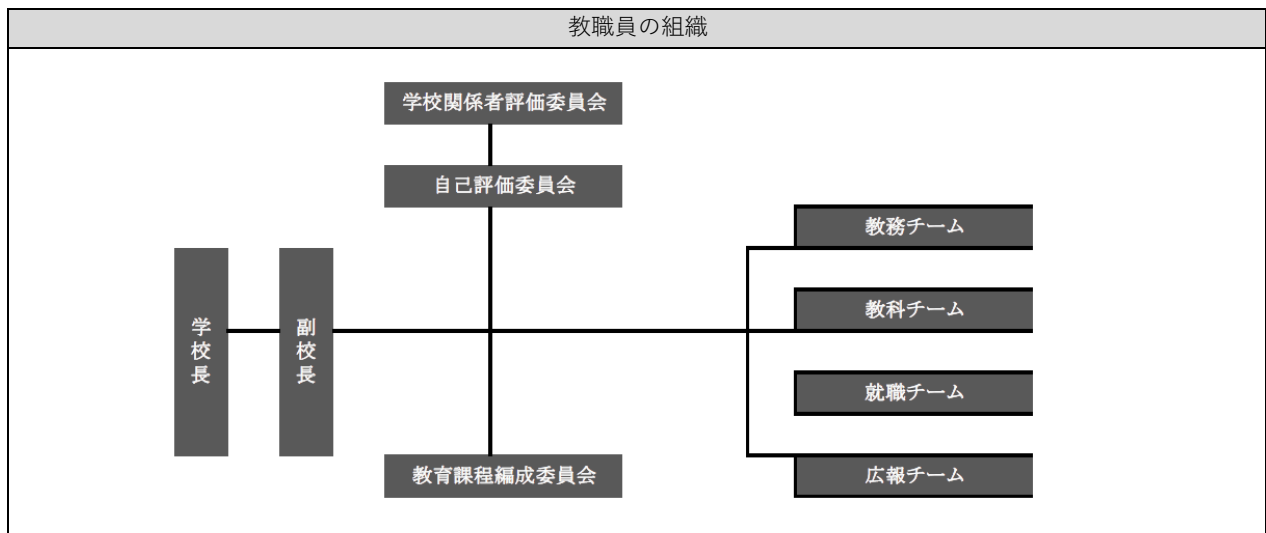 教職員の組織
学校関係者評価委員会
自己評価委員会
学校長
副校長
教務チーム
教科チーム
就職チーム
広報チーム
教育課程編成委員会